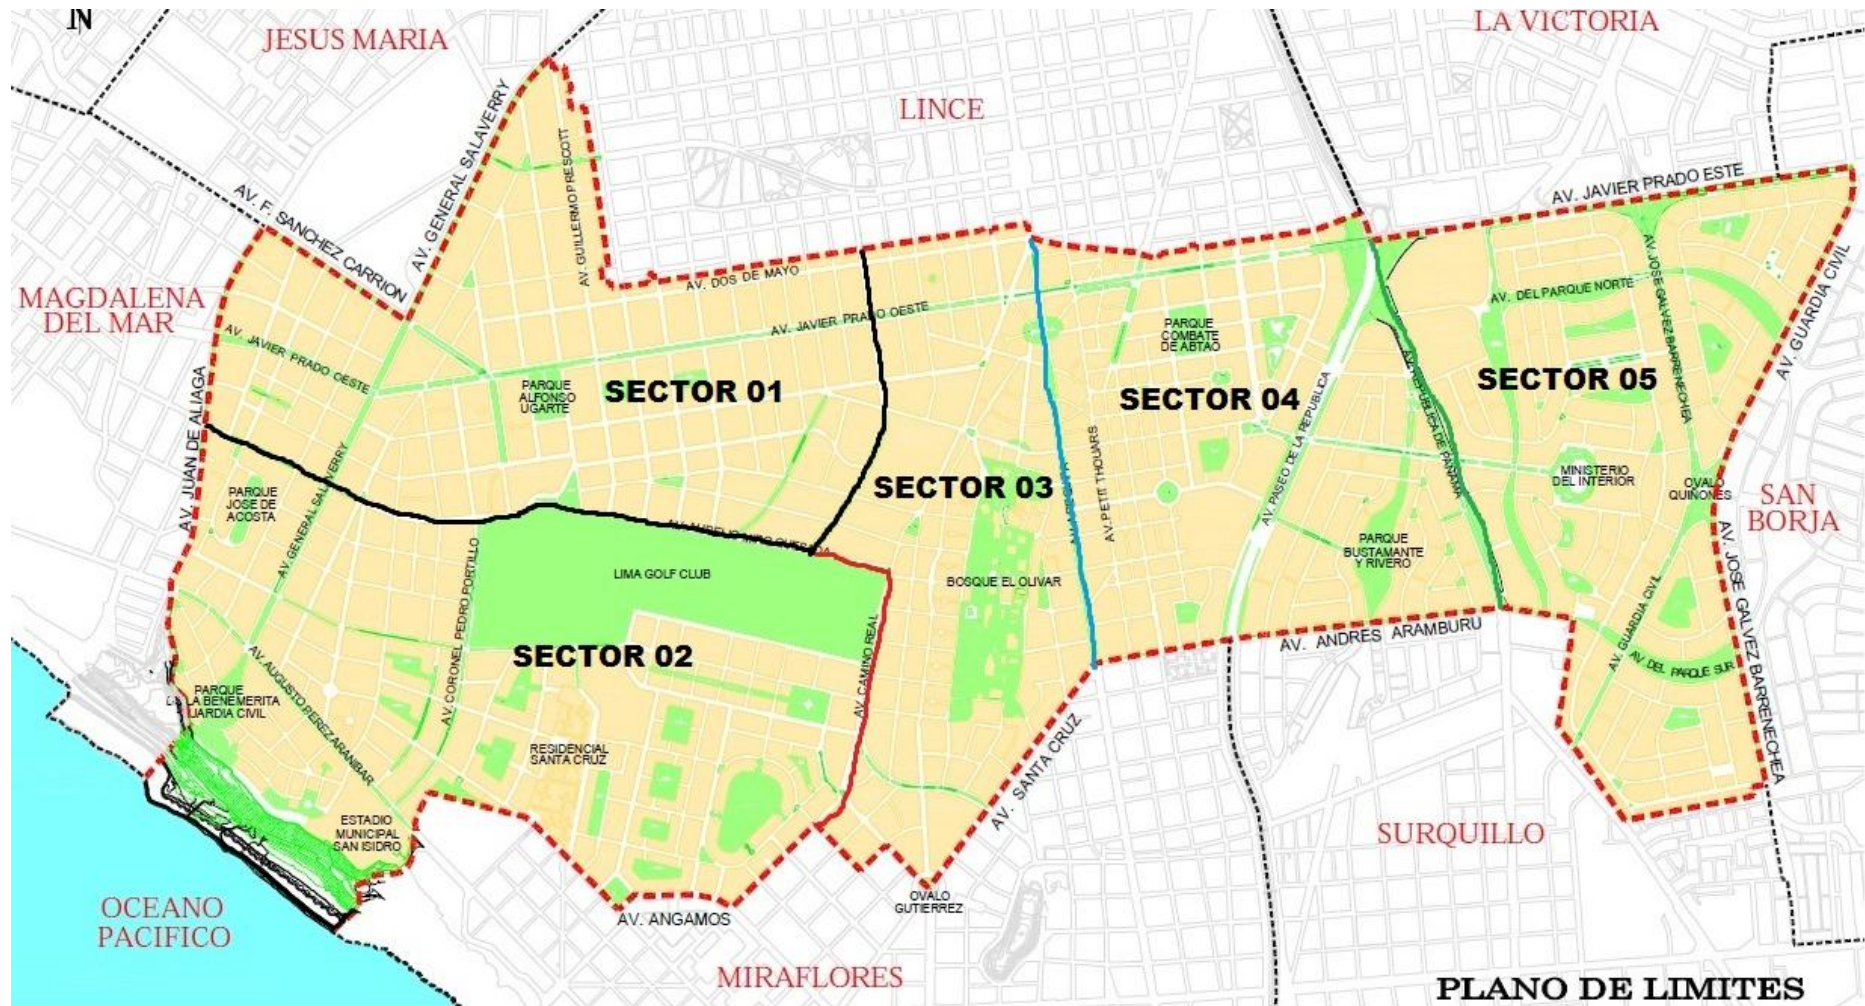 N
JESUS MARIA
LA VICTORIA
LINCE
AV. GENERAL SALAVERRY
AV. GUILLERMO PRESCOTT
AV. F. SANCHEZ CARRION
AV. JAVIER PRADO ESTE
MAGDALENA
DEL MAR
AV. DOS DE MAYO
AV. JAVIER PRADO OESTE
AV. JAVIER PRADO OESTE
AV. DEL PARQUE NORTE
AV. JOSE GALVEZ BARRENECHEA
AV. GUARDIA CIVIL
PARQUE
COMBATE
DE ABTAO
PARQUE
ALFONSO
UGARTE
SECTOR 01
SECTOR 04
SECTOR 05
AV. JUAN DE ALIAGA
AV. GENERAL SALAVERRY
AV. PASEO DE LA REPUBLICA
AV. REPUBLICA DE PANAMA
AV. PETIT THOUARS
PARQUE
JOSE DE
ACOSTA
SECTOR 03
MINISTERIO
DEL INTERIOR
OVALO
QUIÑONES
SAN
BORJA
PARQUE
BUSTAMANTE
Y RIVERO
LIMA GOLF CLUB
BOSQUE EL OLIVAR
AV. CORONEL PEDRO PORTILLO
AV. CAMINO REAL
AV. ANDRES ARAMBURU
AV. GUARDIA CIVIL
AV. DEL PARQUE SUR
AV. JOSE GALVEZ BARRENECHEA
SECTOR 02
AV. AUGUSTO PEREZ ARANIBAR
PARQUE
LA BENEMERITA
GUARDIA CIVIL
RESIDENCIAL
SANTA CRUZ
AV. SANTA CRUZ
ESTADIO
MUNICIPAL
SAN ISIDRO
SURQUILLO
OCEANO
PACIFICO
AV. ANGAMOS
OVALO
GUTIERREZ
MIRAFLORES
PLANO DE LIMITES